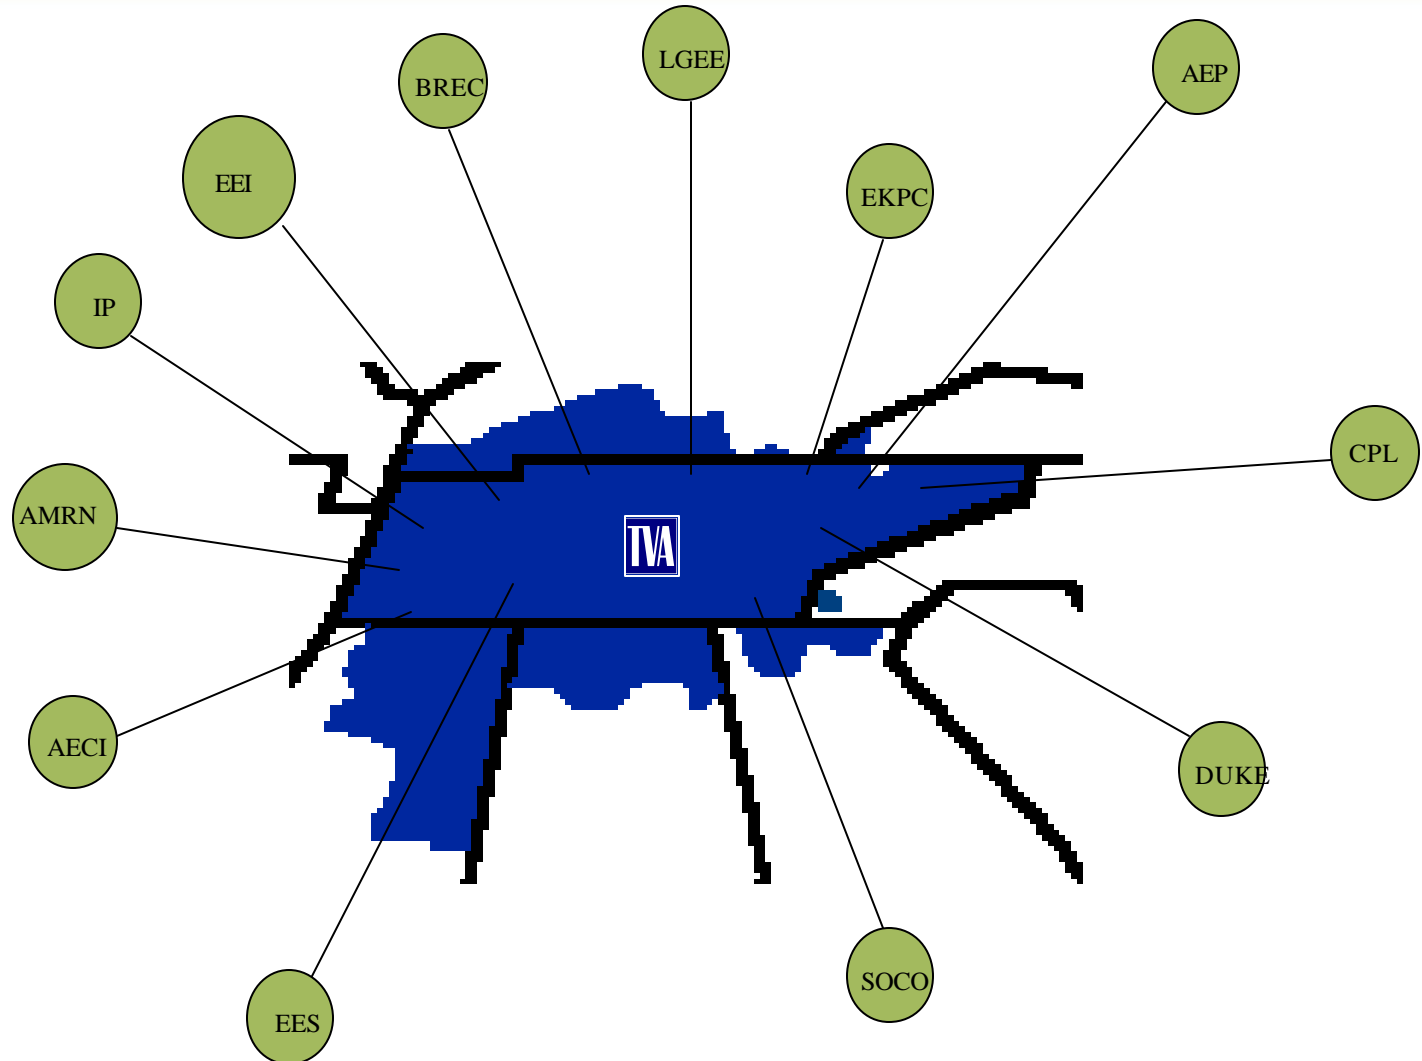 LGEE
AEP
BREC
EEI
EKPC
IP
CPL
AMRN
TVA
AECI
DUKE
SOCO
EES